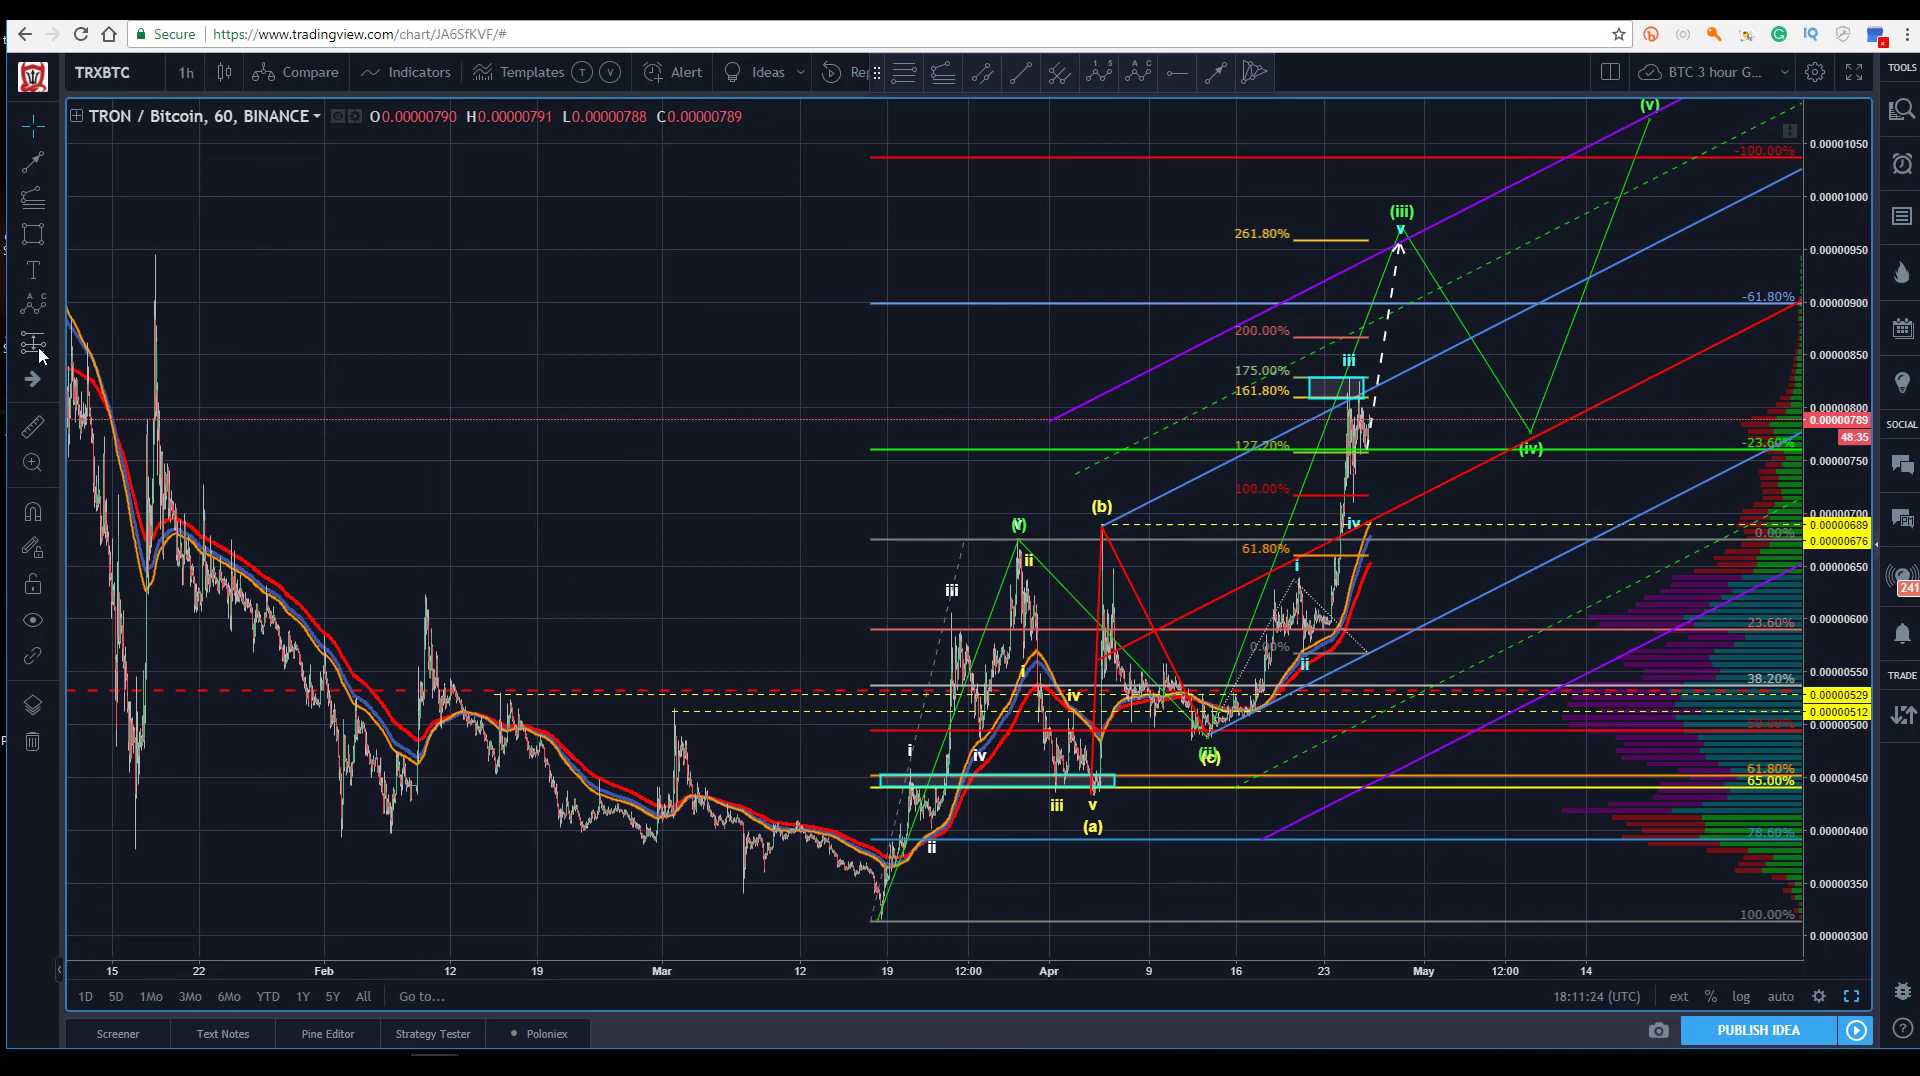 Secure https://www.tradingview.com/chart/JA6SfKVF/#
TRXBTC 1h Compare Indicators Templates T V Alert Ideas Rep BTC 3 hour G...
TOOLS
TRON / Bitcoin, 60, BINANCE O0.00000790 H0.00000791 L0.00000788 C0.00000789
(v)
0.00001050
-100.00%
0.00001000
(iii)
v
261.80%
0.00000950
-61.80%
0.00000900
200.00%
iii
0.00000850
175.00%
161.80%
0.00000800
0.00000789
48:35
SOCIAL
127.20%
-23.60%
(iv)
0.00000750
100.00%
(b)
0.00000700
iv
0.00000689
0.00%
0.00000676
ii
61.80%
i
0.00000650
241
iii
0.00000600
23.60%
0.00%
ii
i
0.00000550
38.20%
TRADE
iv
0.00000529
0.00000512
50.00%
0.00000500
i
iv
(c)
61.80%
65.00%
0.00000450
iii
v
(a)
0.00000400
78.60%
ii
0.00000350
100.00%
0.00000300
15 22 Feb 12 19 Mar 12 19 12:00 Apr 9 16 23 May 12:00 14
1D 5D 1Mo 3Mo 6Mo YTD 1Y 5Y All Go to... 18:11:24 (UTC) ext % log auto
Screener Text Notes Pine Editor Strategy Tester Poloniex PUBLISH IDEA